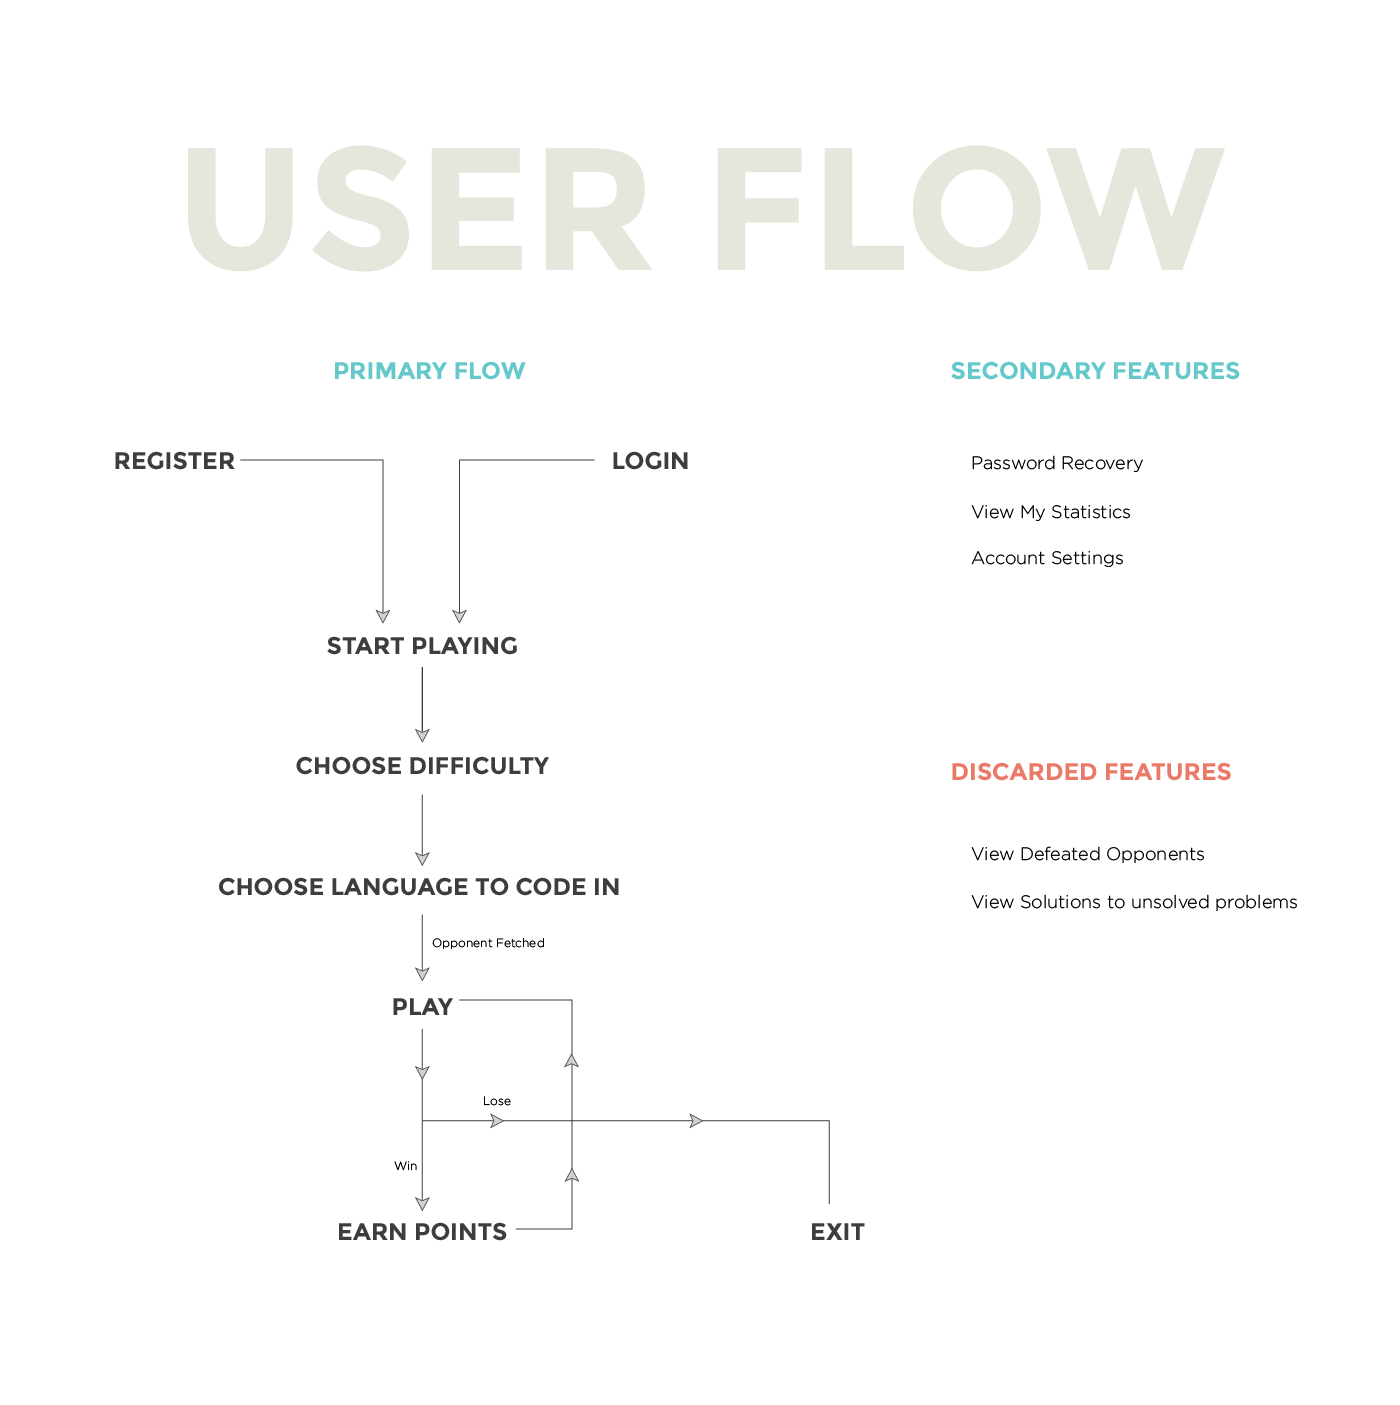 USER FLOW
PRIMARY FLOW
REGISTER
LOGIN
START PLAYING
CHOOSE DIFFICULTY
CHOOSE LANGUAGE TO CODE IN
Opponent Fetched
PLAY
Lose
Win
EARN POINTS
EXIT
SECONDARY FEATURES
Password Recovery
View My Statistics
Account Settings
DISCARDED FEATURES
View Defeated Opponents
View Solutions to unsolved problems